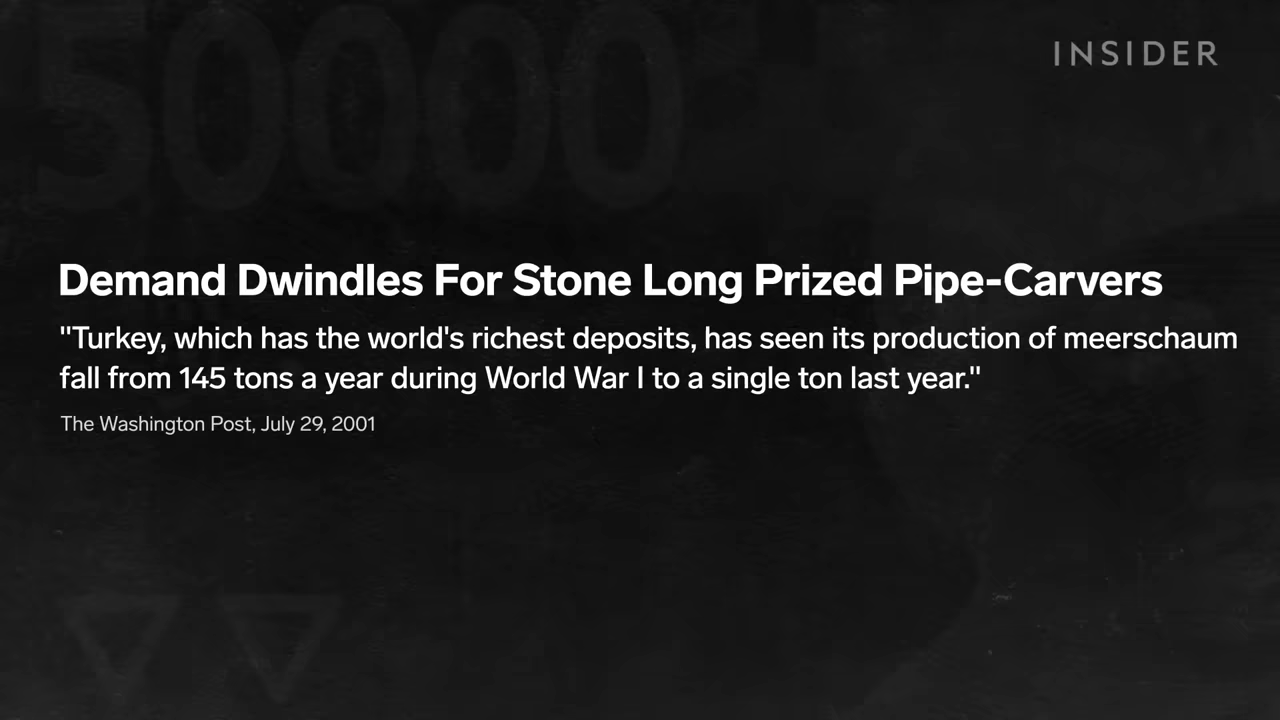 50000
INSIDER
Demand Dwindles For Stone Long Prized Pipe-Carvers
"Turkey, which has the world's richest deposits, has seen its production of meerschaum
fall from 145 tons a year during World War I to a single ton last year."
The Washington Post, July 29, 2001